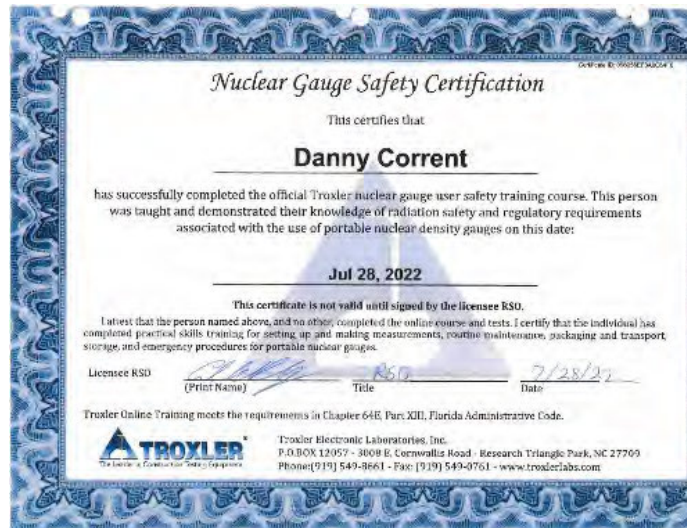 Nuclear Gauge Safety Certification
This certifies that
Danny Corrent
has successfully completed the official Troxler nuclear gauge user safety training course. This person
was taught and demonstrated their knowledge of radiation safety and regulatory requirements
associated with the use of portable nuclear density gauges on this date:
Jul 28, 2022
This certificate is not valid until signed by the licensee RSO.
I attest that the person named above, and no other, completed the online course and tests. I certify that the individual has
completed practical skills training for setting up and making measurements, routine maintenance, packaging and transport,
storage, and emergency procedures for portable nuclear gauges.
Licensee RSO RSO 7/28/22
(Print Name) Title Date
Troxler Online Training meets the requirements in Chapter 64E, Part XIII, Florida Administrative Code.
TROXLER
The Leader in Construction Testing Equipment
Troxler Electronic Laboratories, Inc.
P.O.BOX 12057 - 3008 E. Cornwallis Road - Research Triangle Park, NC 27709
Phone:(919) 549-8661 - Fax: (919) 549-0761 - www.troxlerlabs.com